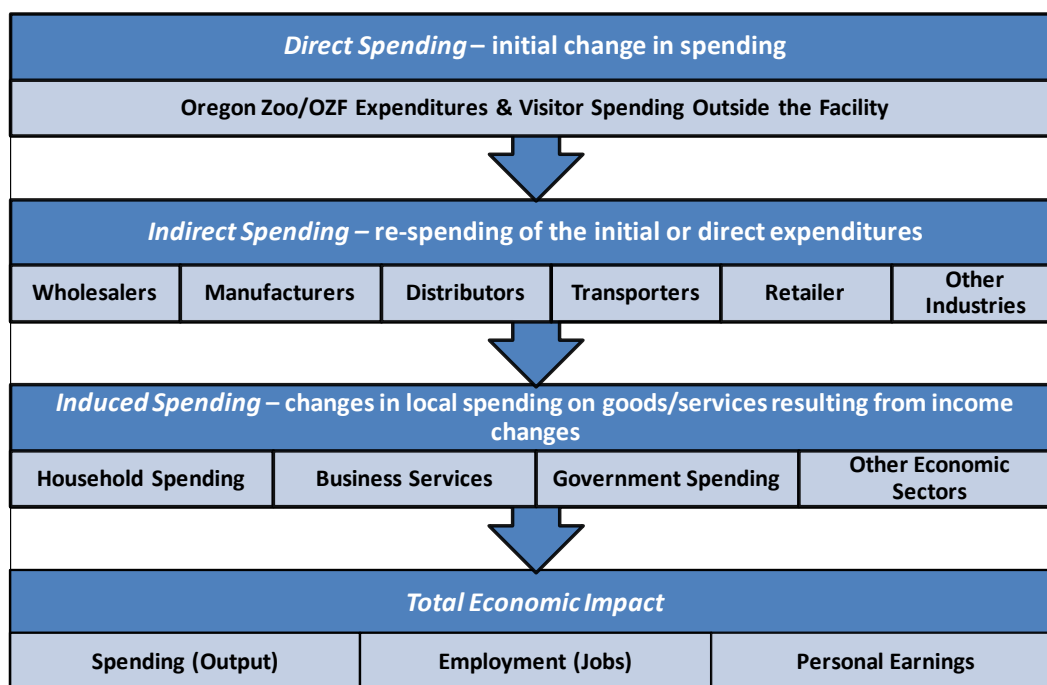 Direct Spending – initial change in spending
Oregon Zoo/OZF Expenditures & Visitor Spending Outside the Facility
Indirect Spending – re-spending of the initial or direct expenditures
Wholesalers
Manufacturers
Distributors
Transporters
Retailer
Other
Industries
Induced Spending – changes in local spending on goods/services resulting from income
changes
Household Spending
Business Services
Government Spending
Other Economic
Sectors
Total Economic Impact
Spending (Output)
Employment (Jobs)
Personal Earnings